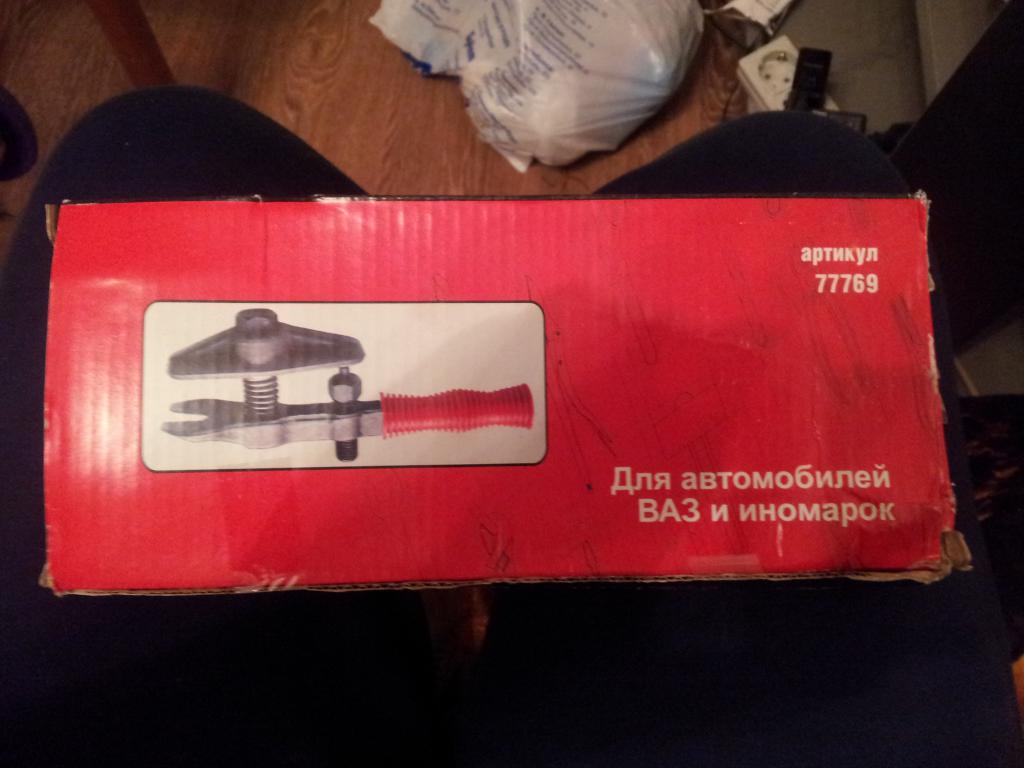 артикул
77769
Для автомобилей
ВАЗ и иномарок